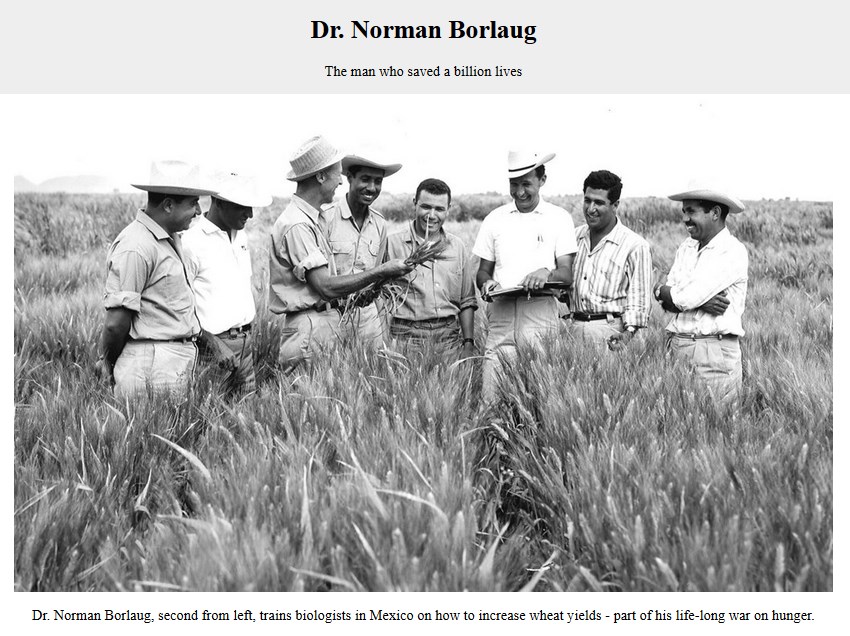 Dr. Norman Borlaug
The man who saved a billion lives
Dr. Norman Borlaug, second from left, trains biologists in Mexico on how to increase wheat yields - part of his life-long war on hunger.